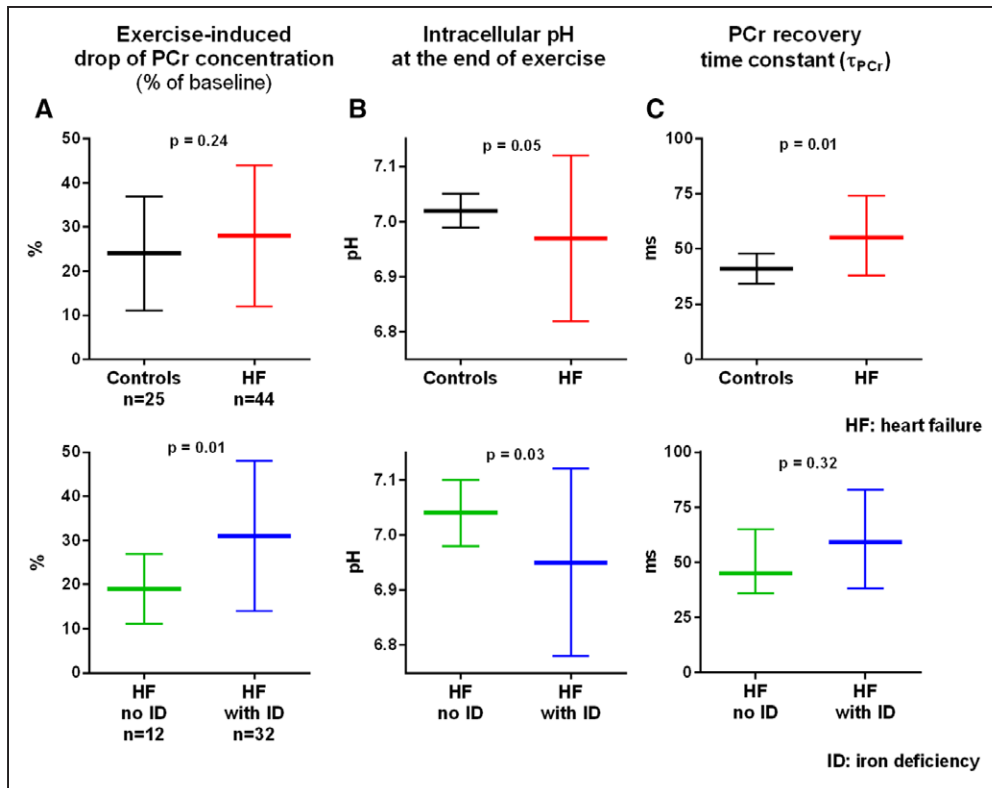 Exercise-induced
drop of PCr concentration
(% of baseline)
Intracellular pH
at the end of exercise
PCr recovery
time constant (τPCr)
A
p = 0.24
50
40
30
20
10
0
%
Controls
n=25
HF
n=44
B
p = 0.05
7.1
7.0
6.9
6.8
pH
Controls
HF
C
p = 0.01
100
75
50
25
0
ms
Controls
HF
HF: heart failure
p = 0.01
50
40
30
20
10
0
%
HF
no ID
n=12
HF
with ID
n=32
p = 0.03
7.1
7.0
6.9
6.8
pH
HF
no ID
HF
with ID
p = 0.32
100
75
50
25
0
ms
HF
no ID
HF
with ID
ID: iron deficiency